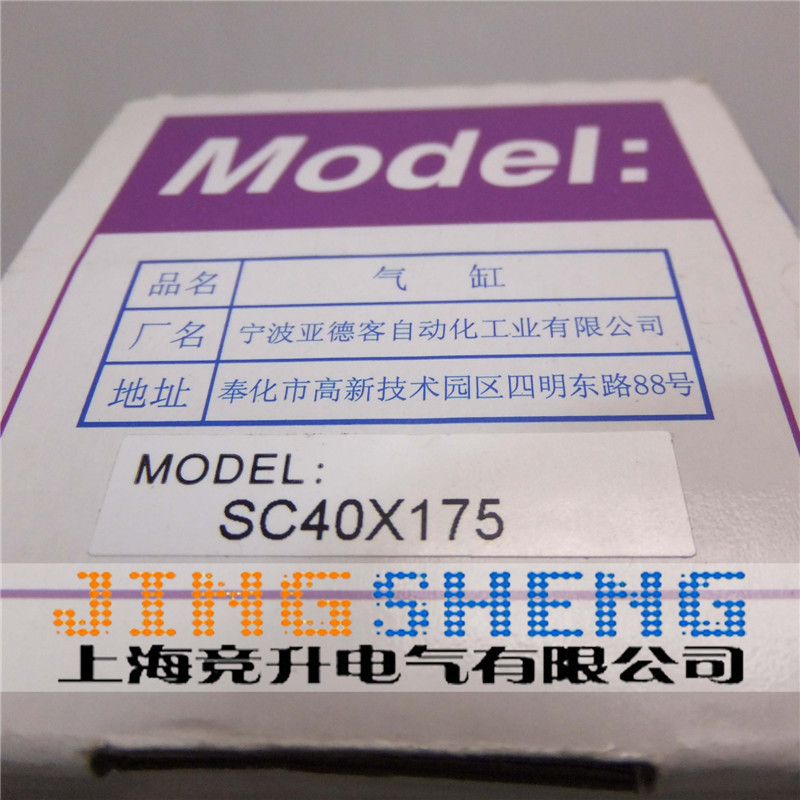 Model:
品名 气 缸
厂名 宁波亚德客自动化工业有限公司
地址 奉化市高新技术园区四明东路88号
MODEL:
SC40X175
JINGSHENG
上海竞升电气有限公司